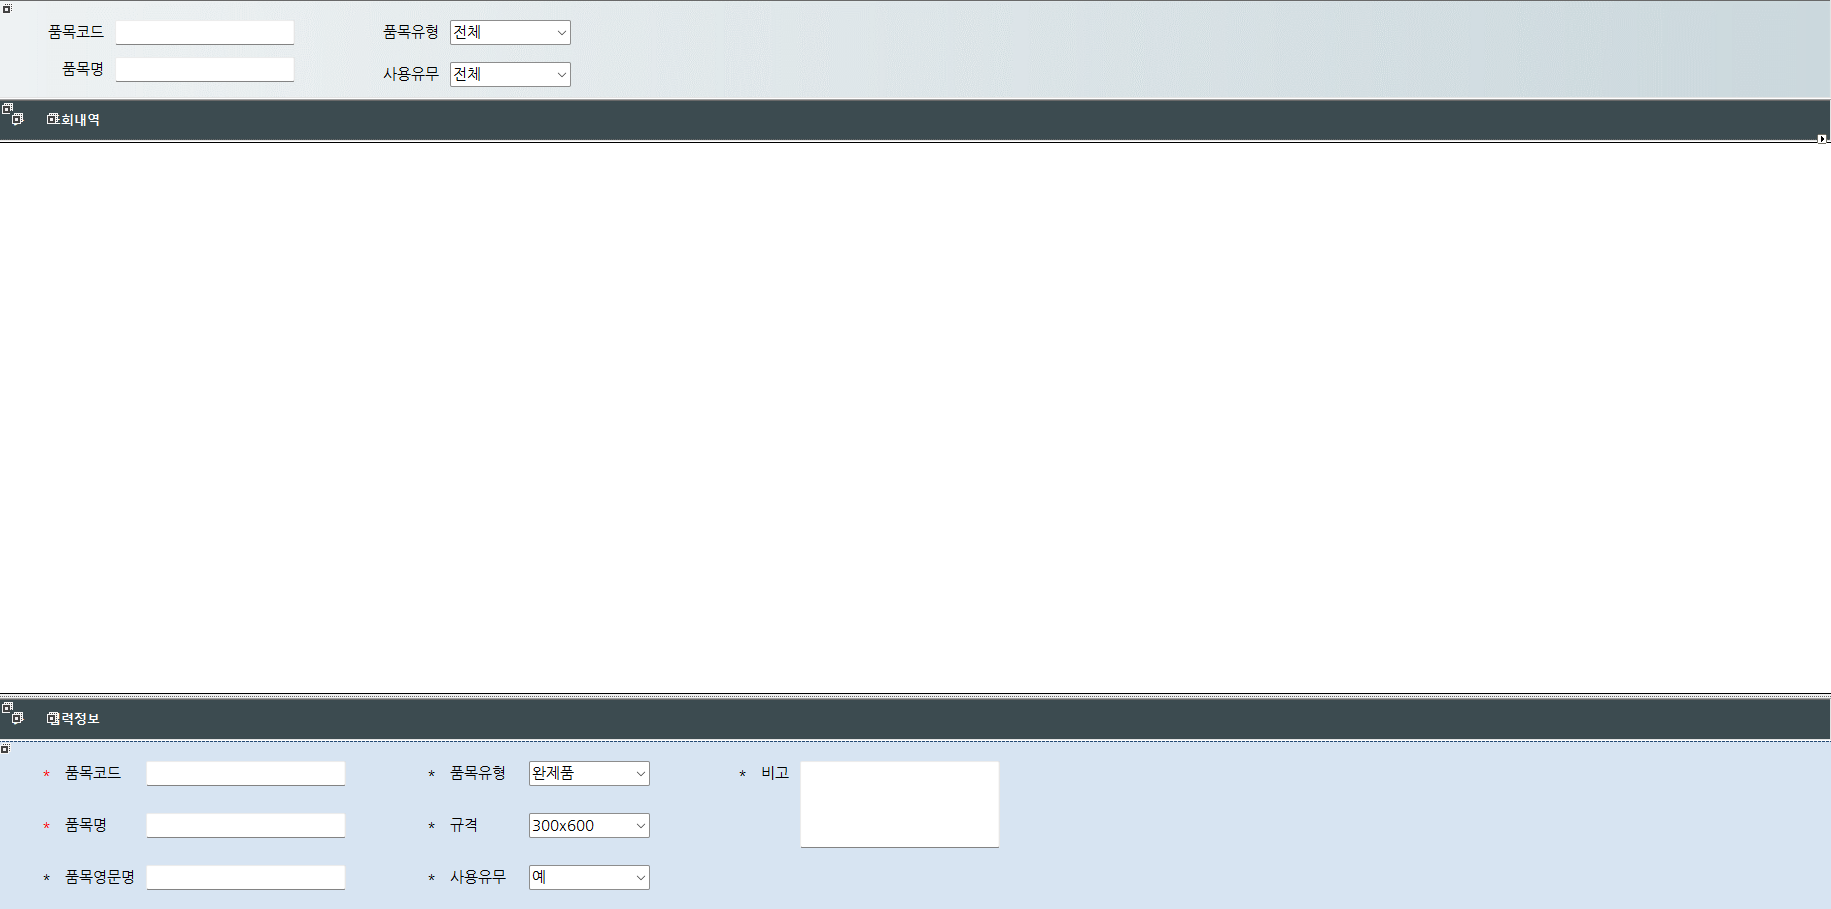 품목코드
품목유형 전체
품목명
사용유무 전체
회내역
력정보
* 품목코드 * 품목유형 완제품 * 비고
* 품목명 * 규격 300x600
* 품목영문명 * 사용유무 예